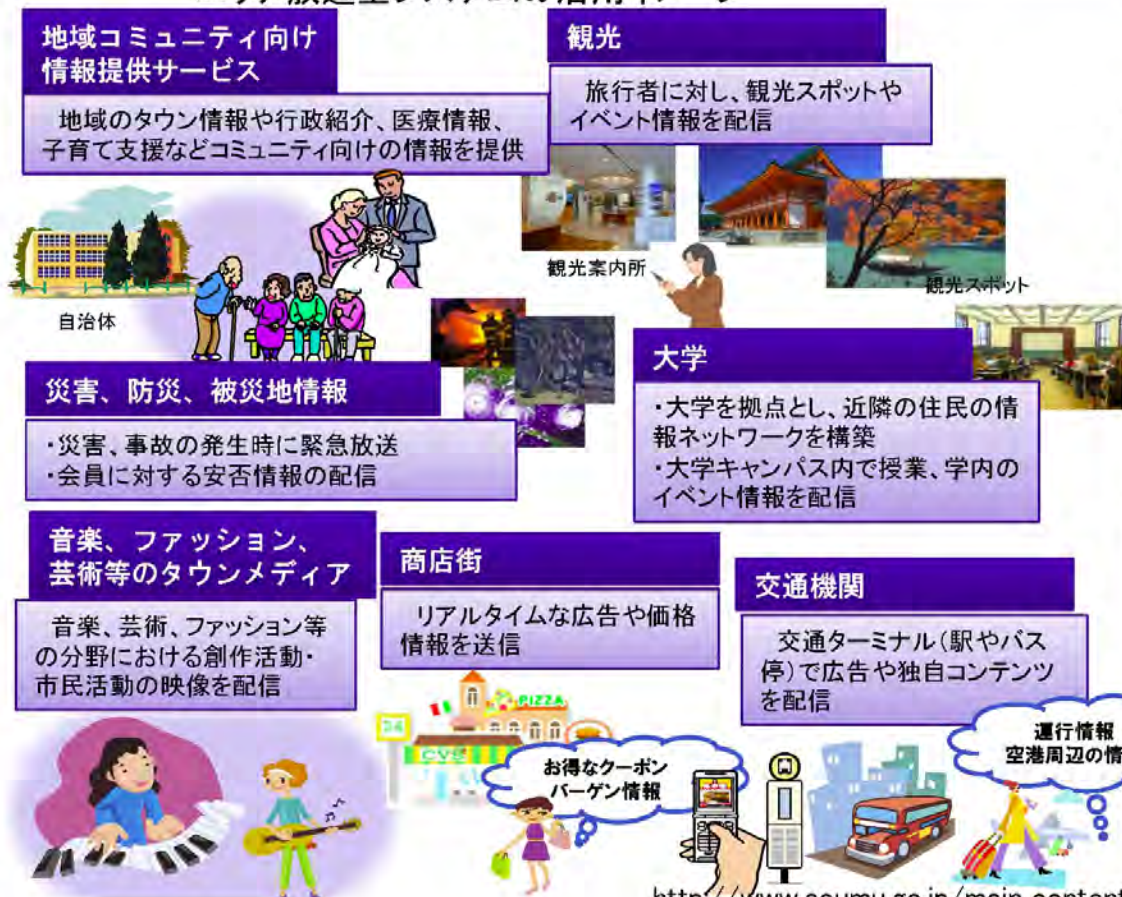 地域コミュニティ向け
情報提供サービス
地域のタウン情報や行政紹介、医療情報、
子育て支援などコミュニティ向けの情報を提供
自治体
観光
旅行者に対し、観光スポットや
イベント情報を配信
観光案内所
観光スポット
災害、防災、被災地情報
・災害、事故の発生時に緊急放送
・会員に対する安否情報の配信
大学
・大学を拠点とし、近隣の住民の情
報ネットワークを構築
・大学キャンパス内で授業、学内の
イベント情報を配信
音楽、ファッション、
芸術等のタウンメディア
音楽、芸術、ファッション等
の分野における創作活動・
市民活動の映像を配信
商店街
リアルタイムな広告や価格
情報を送信
PIZZA
24
CVS
お得なクーポン
バーゲン情報
交通機関
交通ターミナル(駅やバス
停)で広告や独自コンテンツ
を配信
運行情報
空港周辺の情